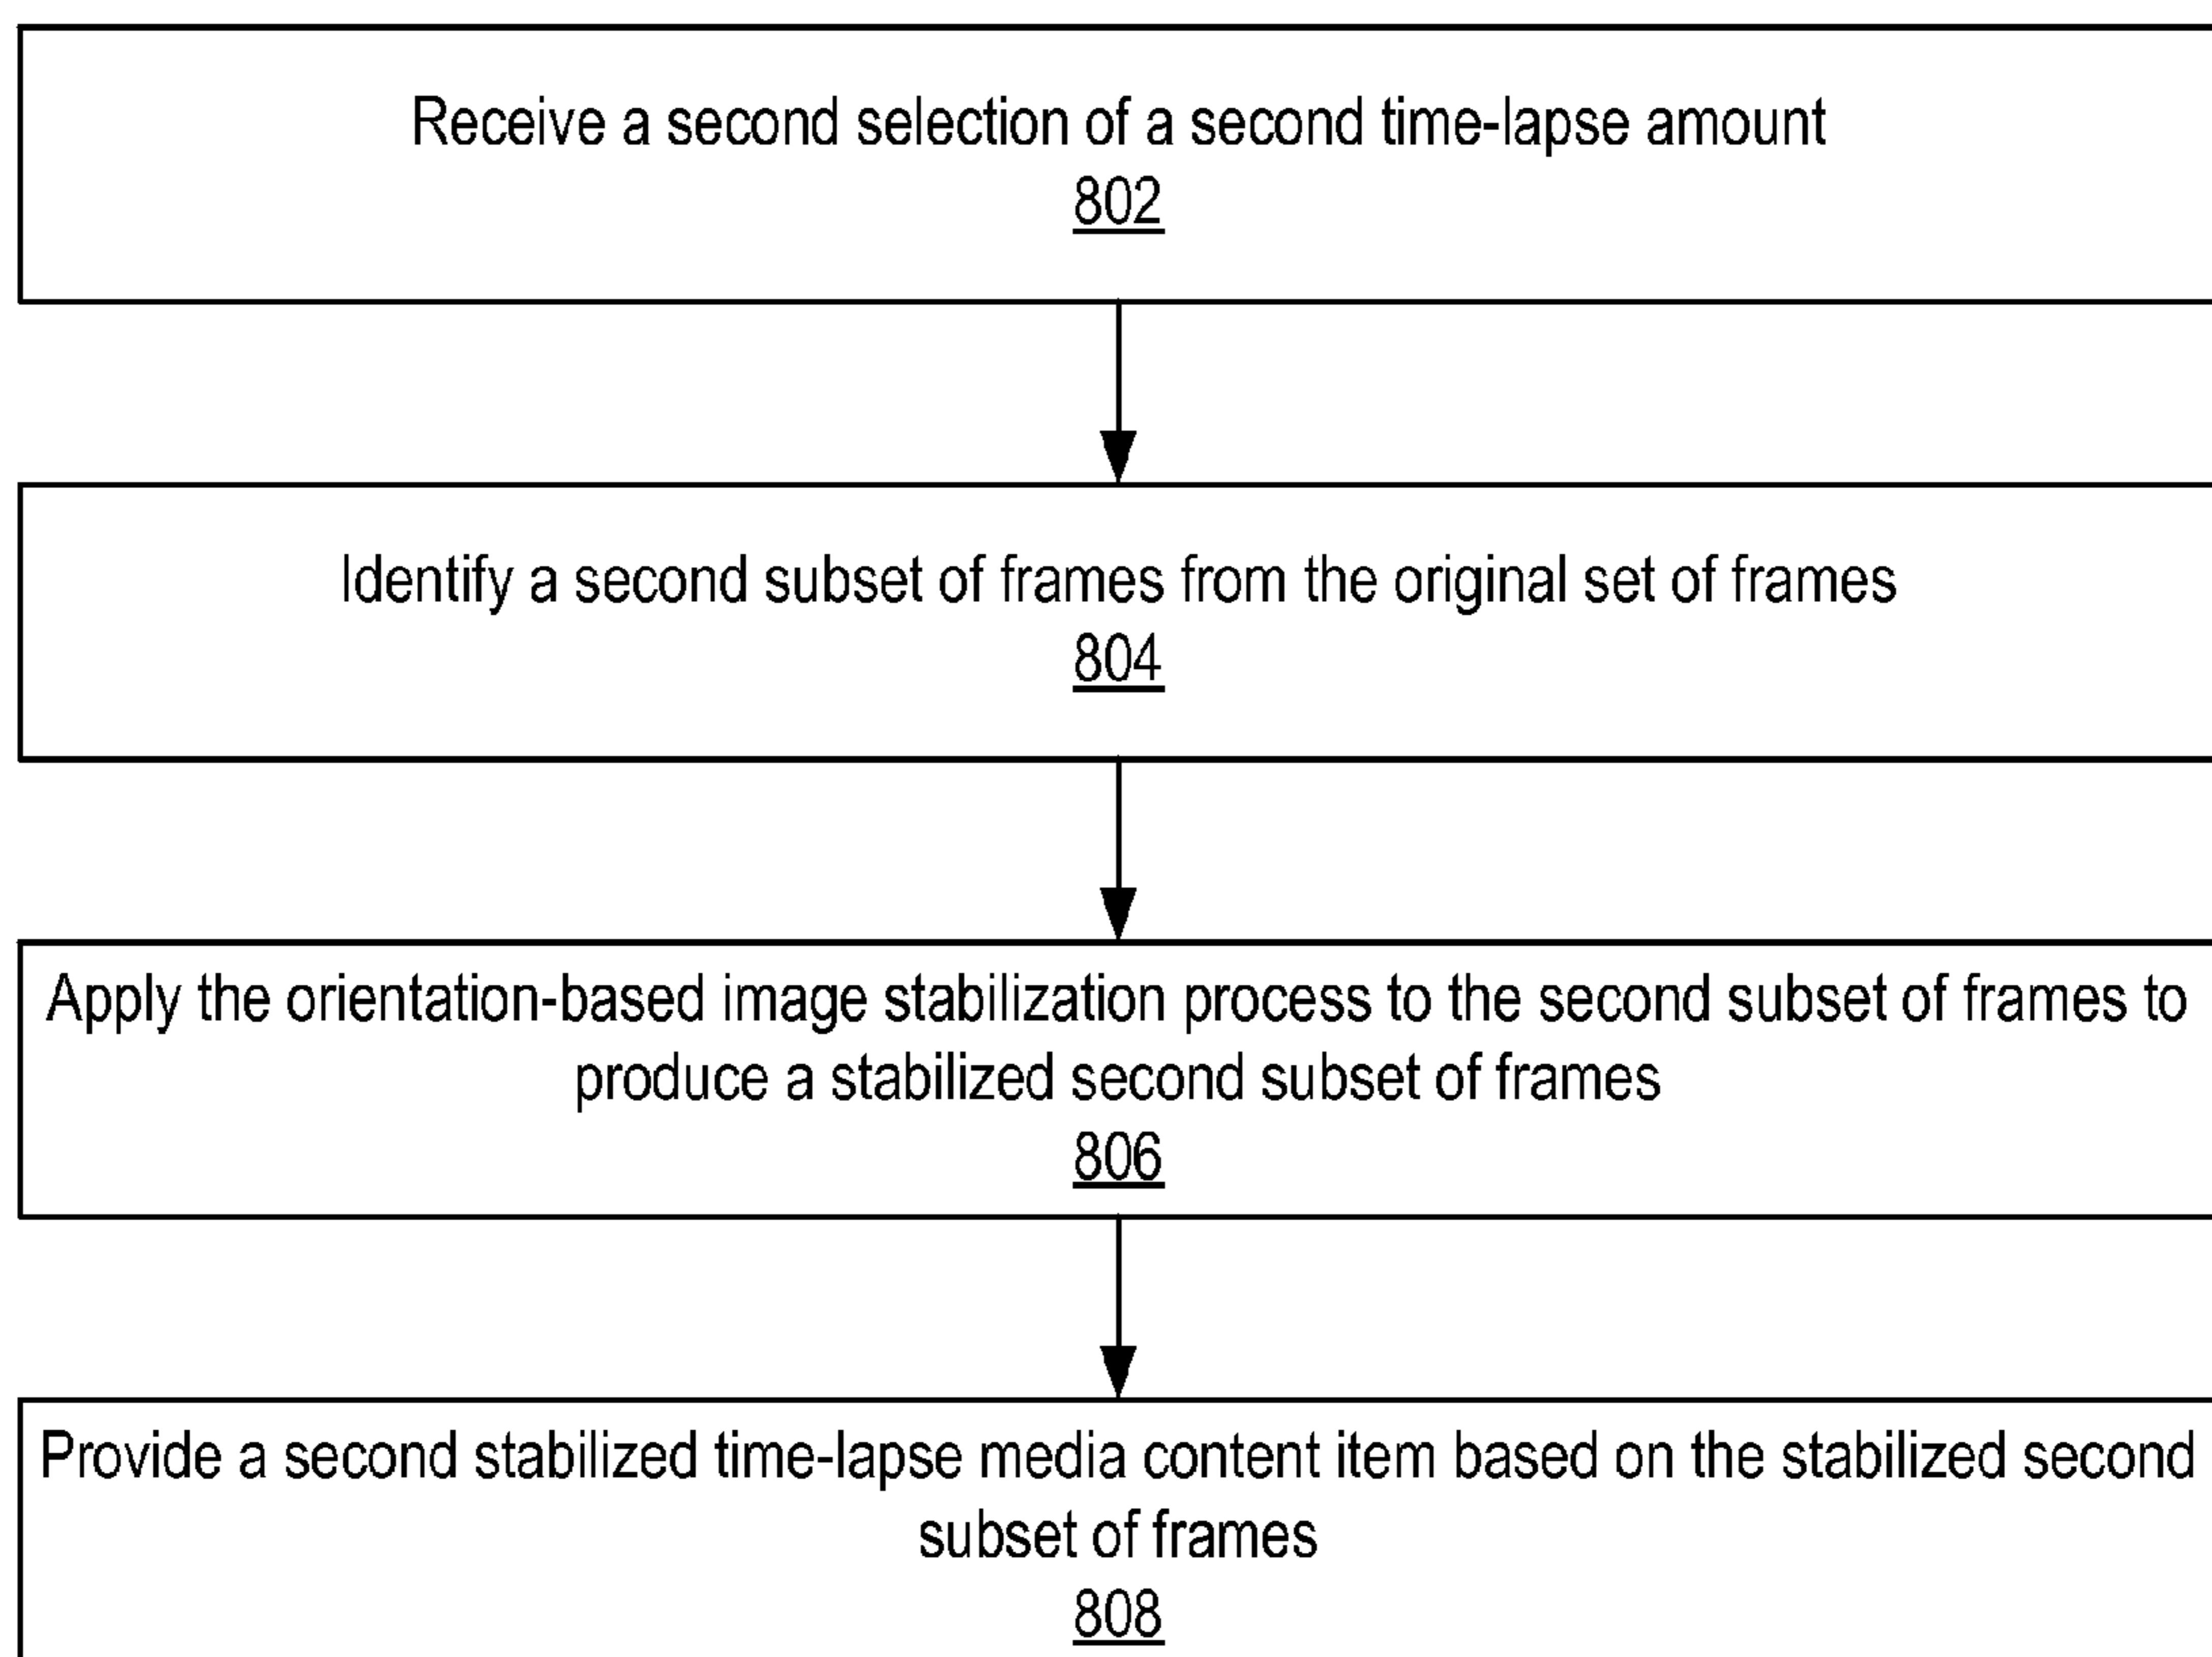 Receive a second selection of a second time-lapse amount
802
Identify a second subset of frames from the original set of frames
804
Apply the orientation-based image stabilization process to the second subset of frames to
produce a stabilized second subset of frames
806
Provide a second stabilized time-lapse media content item based on the stabilized second
subset of frames
808